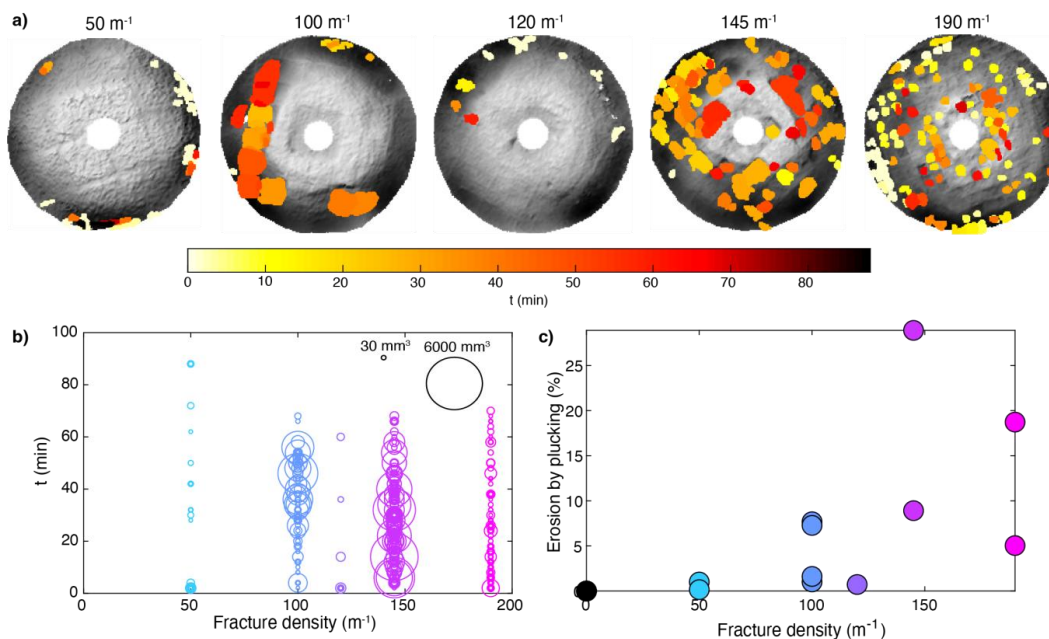 a)
50 m⁻¹ 100 m⁻¹ 120 m⁻¹ 145 m⁻¹ 190 m⁻¹
0 10 20 30 40 50 60 70 80
t (min)
b)
30 mm³ 6000 mm³
100
80
60
40
20
0
t (min)
0 50 100 150 200
Fracture density (m⁻¹)
c)
25
20
15
10
5
Erosion by plucking (%)
0 50 100 150
Fracture density (m⁻¹)